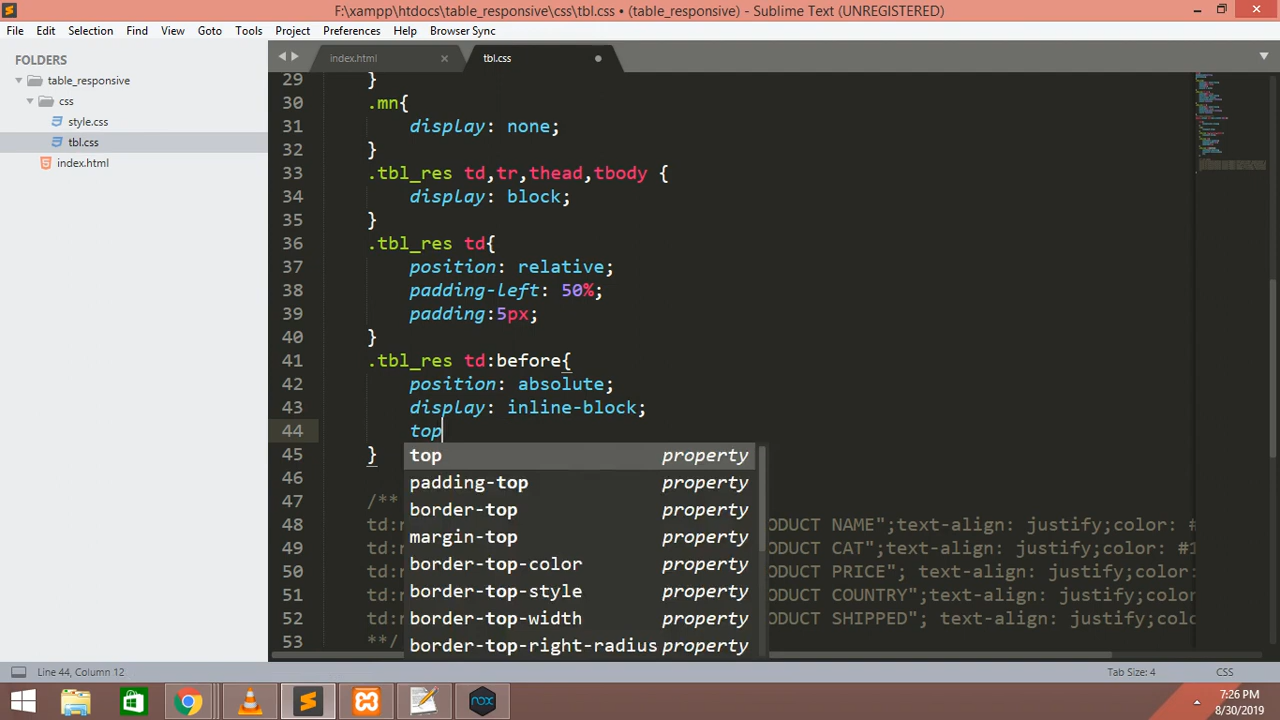 F:\xampp\htdocs\table_responsive\css\tbl.css • (table_responsive) - Sublime Text (UNREGISTERED)
File Edit Selection Find View Goto Tools Project Preferences Help Browser Sync
FOLDERS
table_responsive
css
style.css
tbl.css
index.html
index.html tbl.css
29 }
30 .mn{
31 display: none;
32 }
33 .tbl_res td,tr,thead,tbody {
34 display: block;
35 }
36 .tbl_res td{
37 position: relative;
38 padding-left: 50%;
39 padding:5px;
40 }
41 .tbl_res td:before{
42 position: absolute;
43 display: inline-block;
44 top
45 }
46
47 /**
48 td: ODUCT NAME";text-align: justify;color: #
49 td: ODUCT CAT";text-align: justify;color: #1
50 td: ODUCT PRICE"; text-align: justify;color:
51 td: ODUCT COUNTRY";text-align: justify;color:
52 td: ODUCT SHIPPED"; text-align: justify;color:
53 **/
top property
padding-top property
border-top property
margin-top property
border-top-color property
border-top-style property
border-top-width property
border-top-right-radius property
Line 44, Column 12 Tab Size: 4 CSS
nox
7:26 PM
8/30/2019